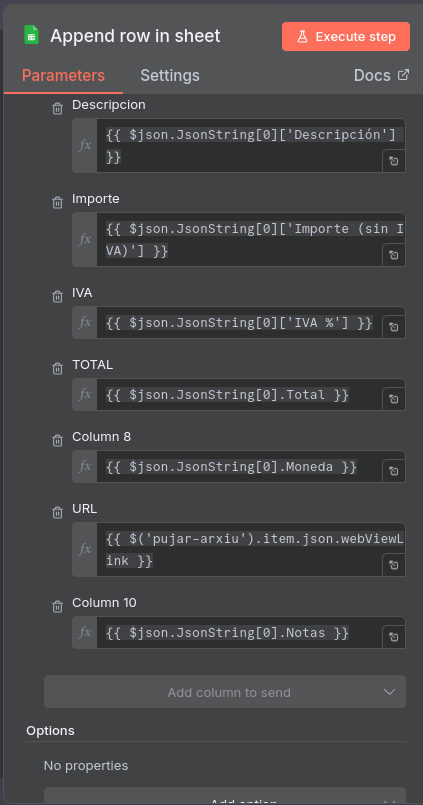 Append row in sheet
Execute step
Parameters
Settings
Docs
Descripcion
fx
{{ $json.JsonString[0]['Descripción']
}}
Importe
fx
{{ $json.JsonString[0]['Importe (sin I
VA)'] }}
IVA
fx
{{ $json.JsonString[0]['IVA %'] }}
TOTAL
fx
{{ $json.JsonString[0].Total }}
Column 8
fx
{{ $json.JsonString[0].Moneda }}
URL
fx
{{ $('pujar-arxiu').item.json.webViewL
ink }}
Column 10
fx
{{ $json.JsonString[0].Notas }}
Add column to send
Options
No properties
Add option